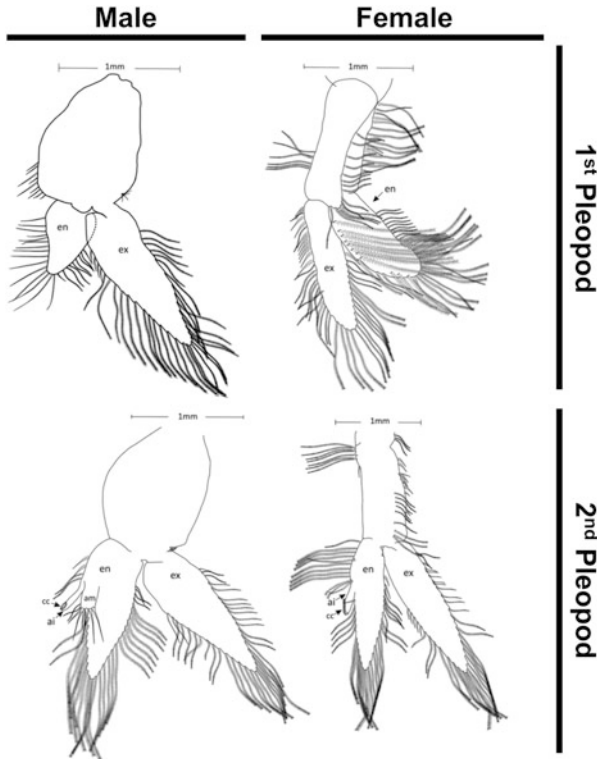 Male
Female
1mm
1mm
en
ex
en
ex
1st Pleopod
1mm
1mm
en
ex
am
cc
ai
en
ex
ai
cc
2nd Pleopod